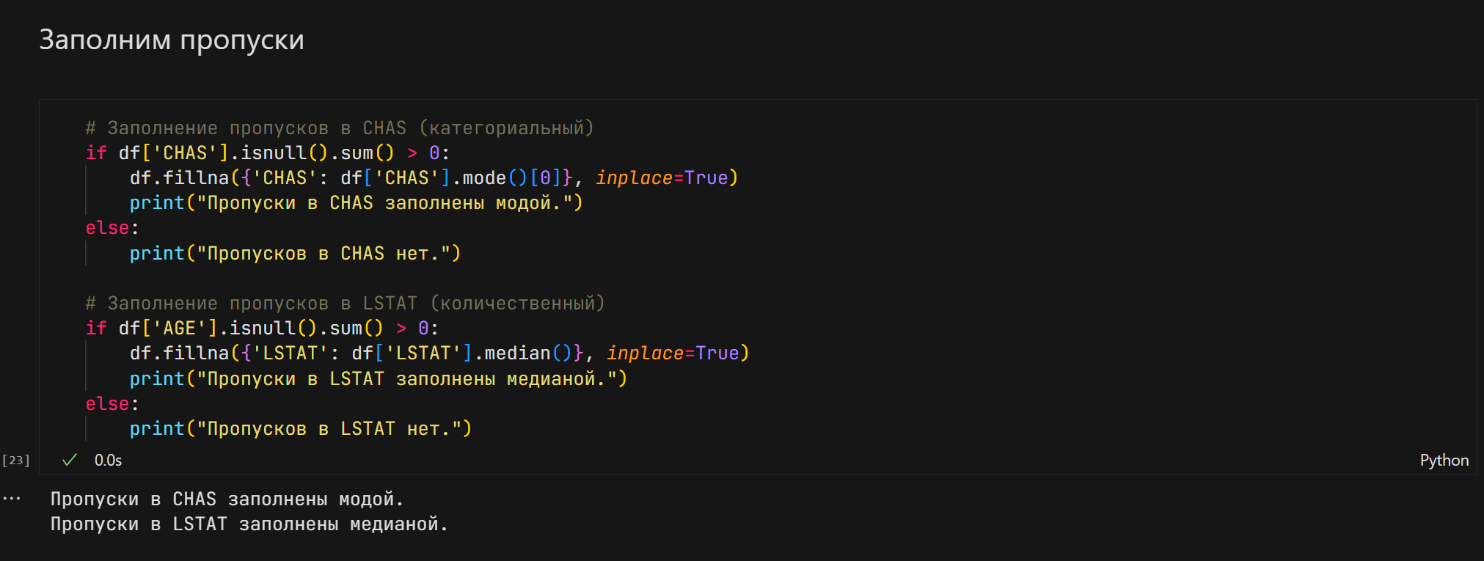 Заполним пропуски
# Заполнение пропусков в CHAS (категориальный)
if df['CHAS'].isnull().sum() > 0:
    df.fillna({'CHAS': df['CHAS'].mode()[0]}, inplace=True)
    print("Пропуски в CHAS заполнены модой.")
else:
    print("Пропусков в CHAS нет.")
# Заполнение пропусков в LSTAT (количественный)
if df['AGE'].isnull().sum() > 0:
    df.fillna({'LSTAT': df['LSTAT'].median()}, inplace=True)
    print("Пропуски в LSTAT заполнены медианой.")
else:
    print("Пропусков в LSTAT нет.")
[23] ✓ 0.0s Python
... Пропуски в CHAS заполнены модой.
Пропуски в LSTAT заполнены медианой.